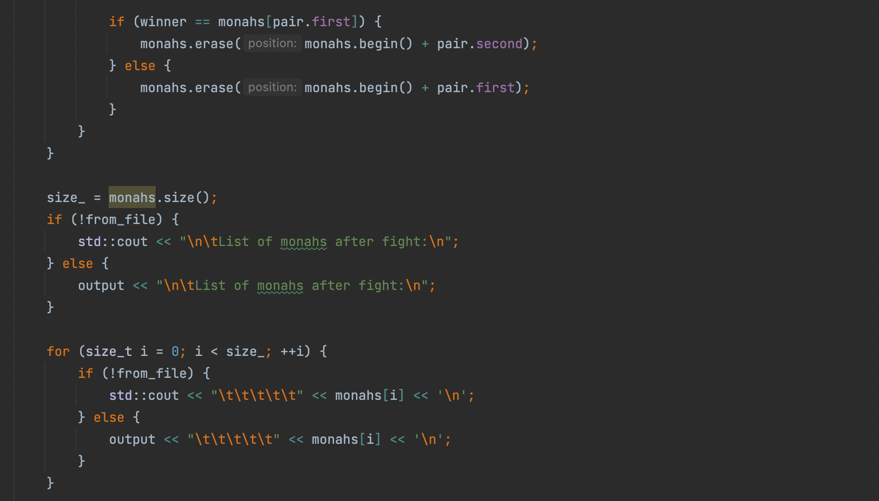 if (winner == monahs[pair.first]) {
monahs.erase( position: monahs.begin() + pair.second);
} else {
monahs.erase( position: monahs.begin() + pair.first);
}
}
}
size_ = monahs.size();
if (!from_file) {
std::cout << "\n\tList of monahs after fight:\n";
} else {
output << "\n\tList of monahs after fight:\n";
}
for (size_t i = 0; i < size_; ++i) {
if (!from_file) {
std::cout << "\t\t\t\t\t" << monahs[i] << '\n';
} else {
output << "\t\t\t\t\t" << monahs[i] << '\n';
}
}